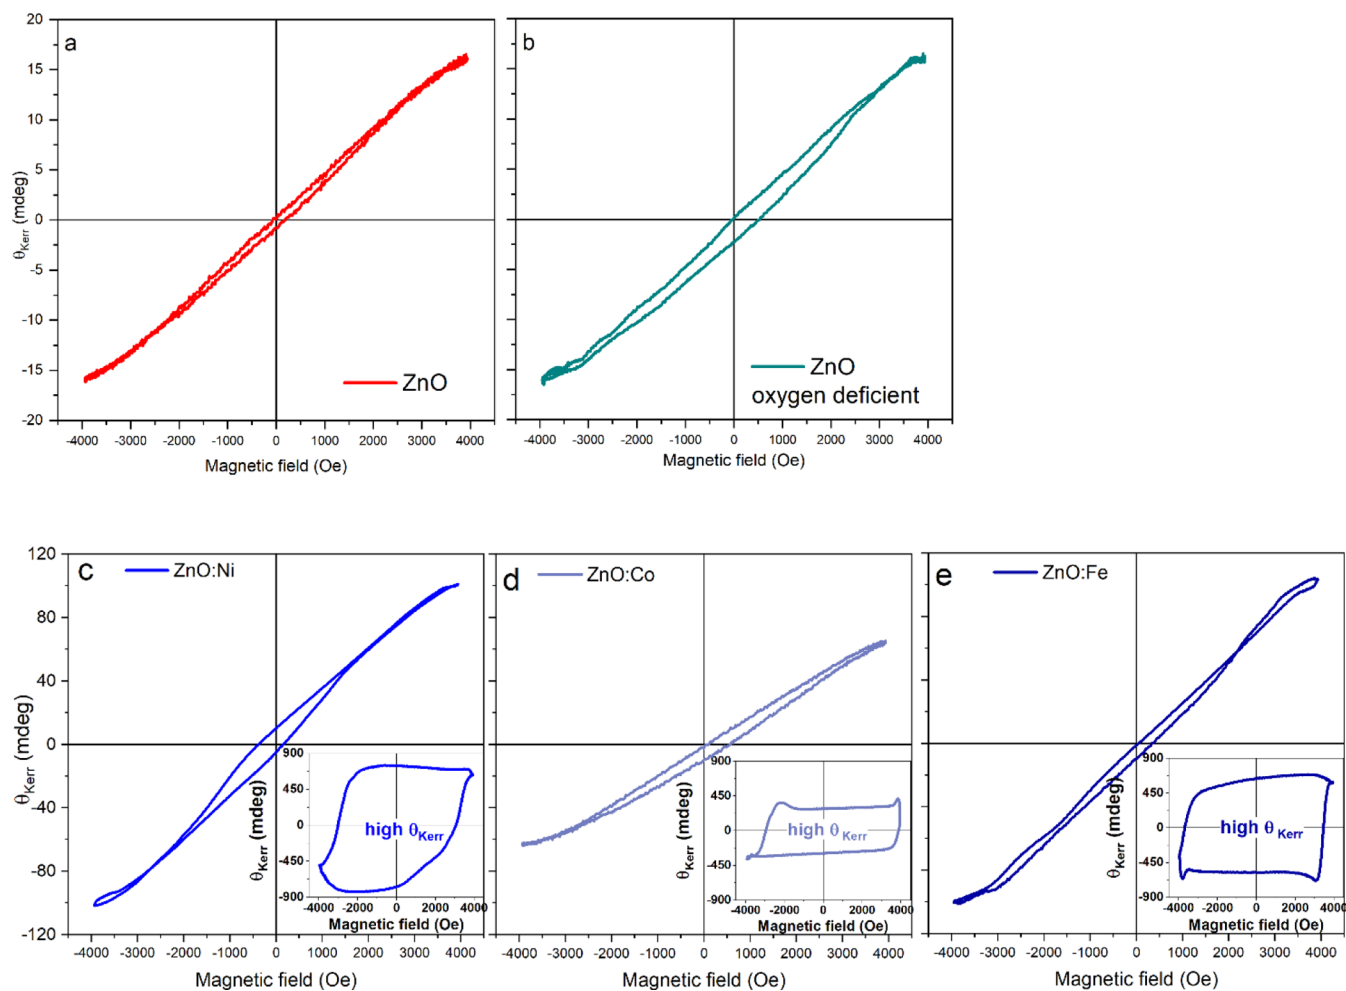 a
20
15
10
5
0
-5
-10
-15
-20
θKerr (mdeg)
ZnO
-4000 -3000 -2000 -1000 0 1000 2000 3000 4000
Magnetic field (Oe)
b
ZnO
oxygen deficient
-4000 -3000 -2000 -1000 0 1000 2000 3000 4000
Magnetic field (Oe)
c
ZnO:Ni
120
80
40
0
-40
-80
-120
θKerr (mdeg)
-4000 -3000 -2000 -1000 0 1000 2000 3000 4000
Magnetic field (Oe)
900
450
0
-450
-900
θKerr (mdeg)
high θKerr
-4000 -2000 0 2000 4000
Magnetic field (Oe)
d
ZnO:Co
-4000 -3000 -2000 -1000 0 1000 2000 3000 4000
Magnetic field (Oe)
900
450
0
-450
-900
θKerr (mdeg)
high θKerr
-4000 -2000 0 2000 4000
Magnetic field (Oe)
e
ZnO:Fe
-4000 -3000 -2000 -1000 0 1000 2000 3000 4000
Magnetic field (Oe)
900
450
0
-450
-900
θKerr (mdeg)
high θKerr
-4000 -2000 0 2000 4000
Magnetic field (Oe)